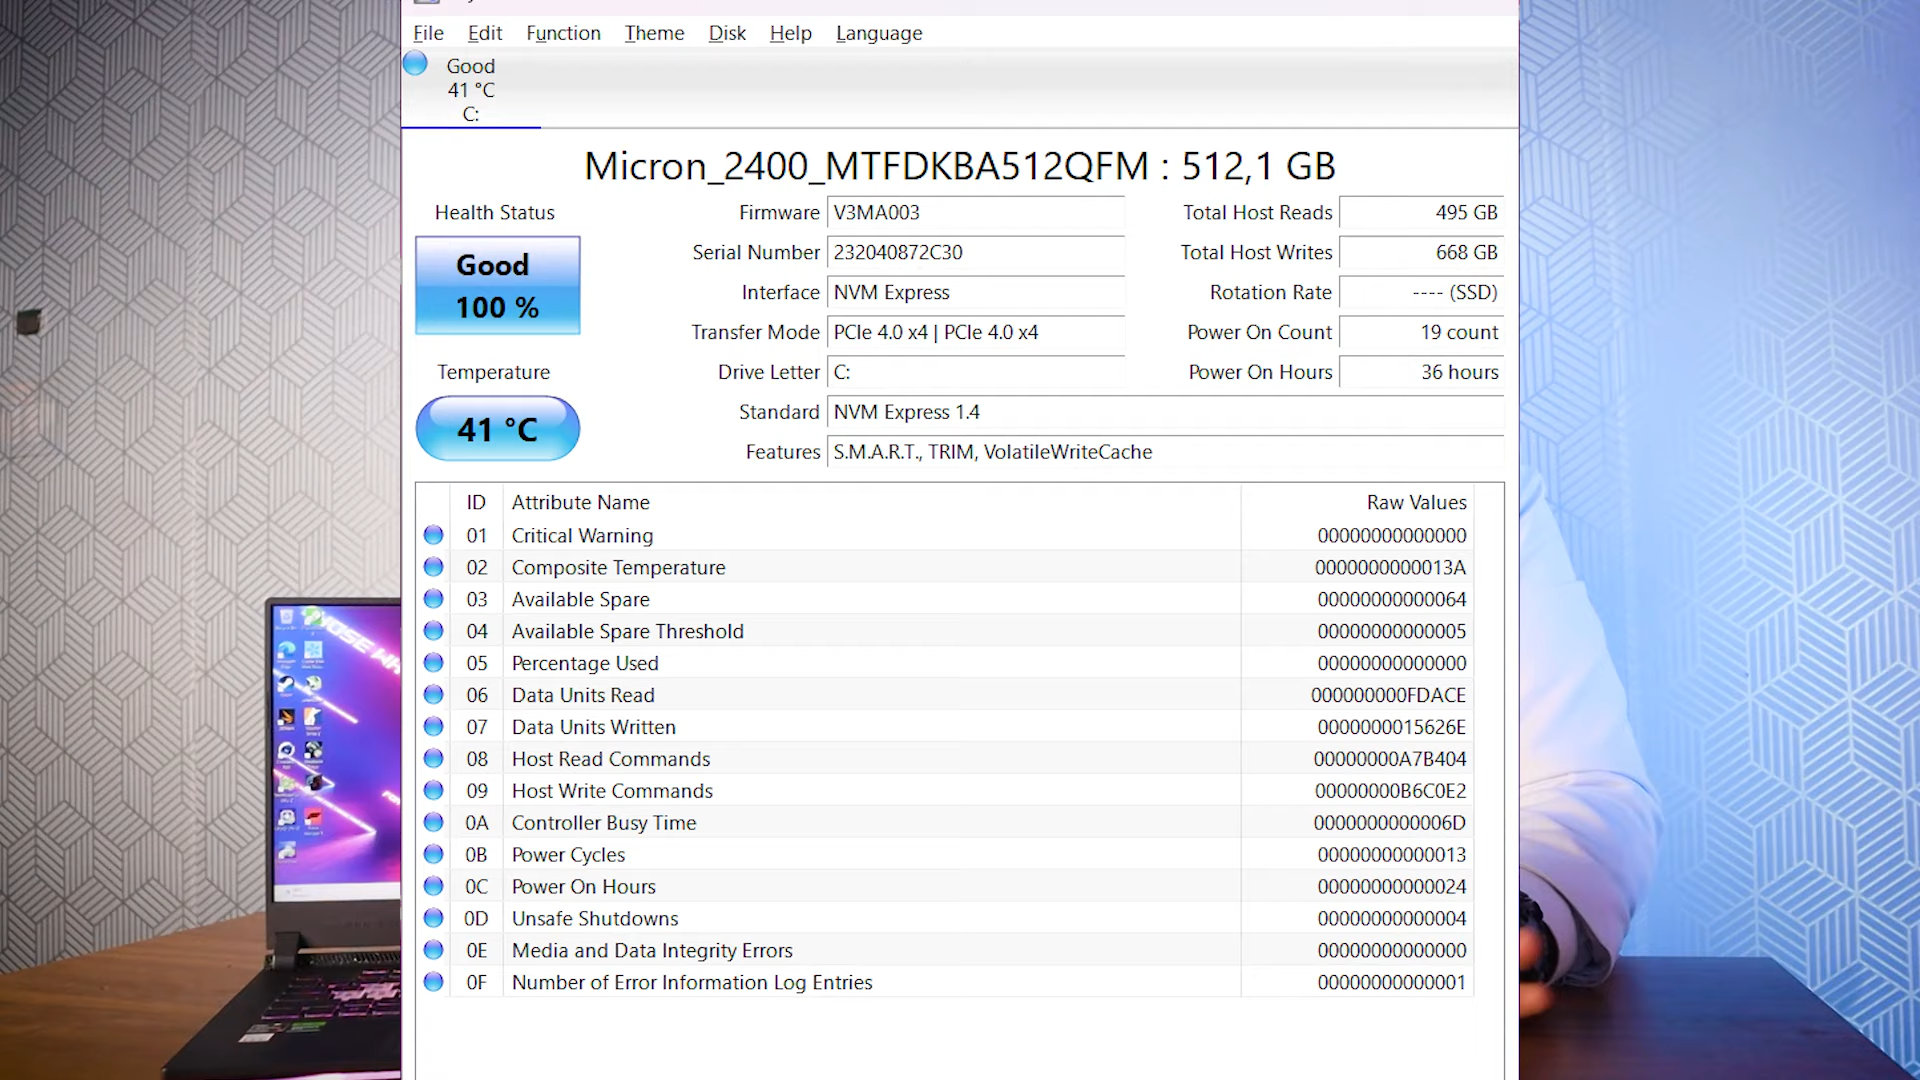 File Edit Function Theme Disk Help Language
Good
41 °C
C:
Micron_2400_MTFDKBA512QFM : 512,1 GB
Health Status
Good
100 %
Temperature
41 °C
Firmware V3MA003
Serial Number 232040872C30
Interface NVM Express
Transfer Mode PCIe 4.0 x4 | PCIe 4.0 x4
Drive Letter C:
Standard NVM Express 1.4
Features S.M.A.R.T., TRIM, VolatileWriteCache
Total Host Reads 495 GB
Total Host Writes 668 GB
Rotation Rate ---- (SSD)
Power On Count 19 count
Power On Hours 36 hours
ID Attribute Name Raw Values
01 Critical Warning 00000000000000
02 Composite Temperature 0000000000013A
03 Available Spare 00000000000064
04 Available Spare Threshold 00000000000005
05 Percentage Used 00000000000000
06 Data Units Read 000000000FDACE
07 Data Units Written 0000000015626E
08 Host Read Commands 00000000A7B404
09 Host Write Commands 00000000B6C0E2
0A Controller Busy Time 0000000000006D
0B Power Cycles 00000000000013
0C Power On Hours 00000000000024
0D Unsafe Shutdowns 00000000000004
0E Media and Data Integrity Errors 00000000000000
0F Number of Error Information Log Entries 00000000000001